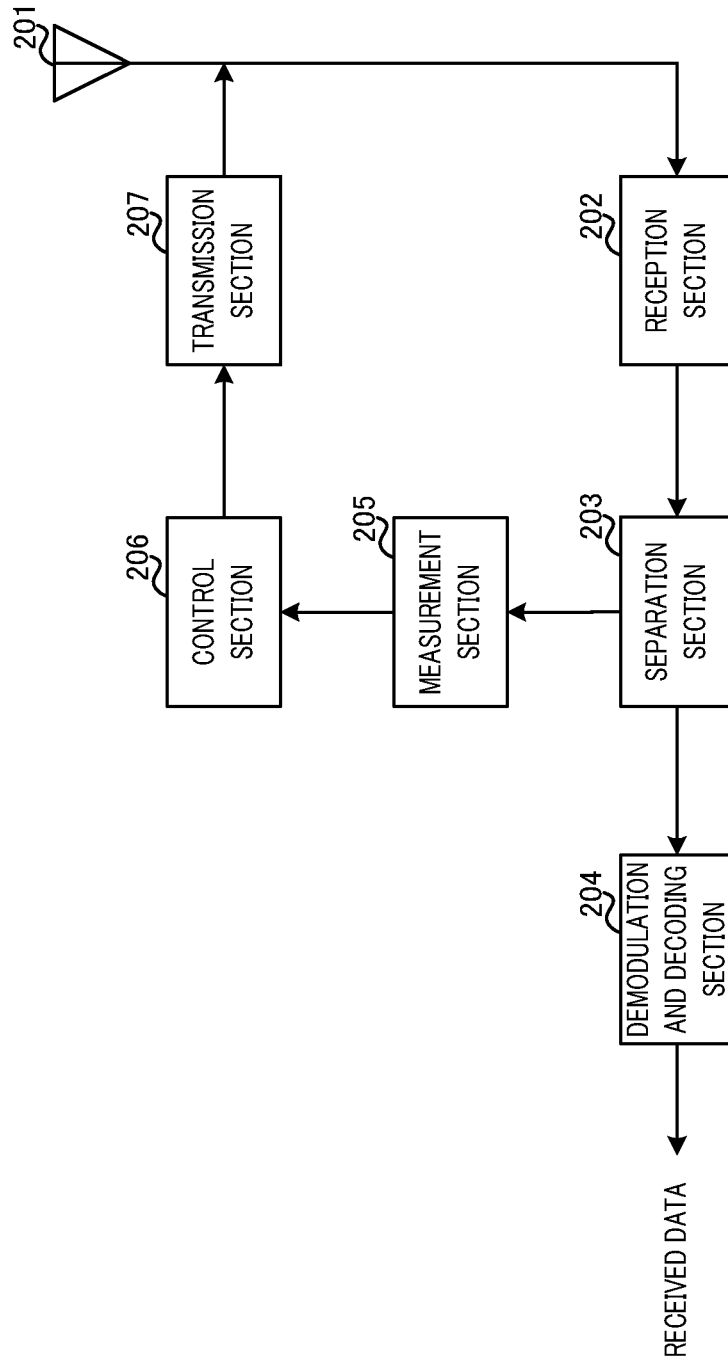 201
207
TRANSMISSION
SECTION
202
RECEPTION
SECTION
206
CONTROL
SECTION
205
MEASUREMENT
SECTION
203
SEPARATION
SECTION
204
DEMODULATION
AND DECODING
SECTION
RECEIVED DATA